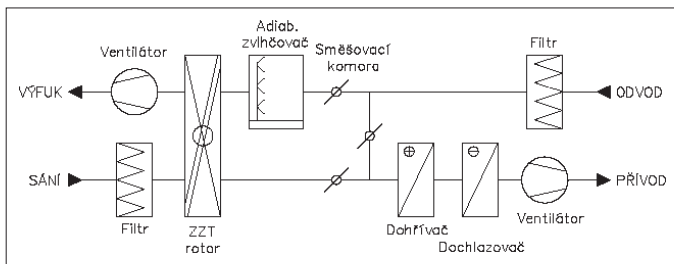 Adiab.
zvlhčovač
Ventilátor
Směšovací
komora
Filtr
VÝFUK
ODVOD
SÁNÍ
PŘÍVOD
Filtr
ZZT
rotor
Dohřívač
Dochlazovač
Ventilátor